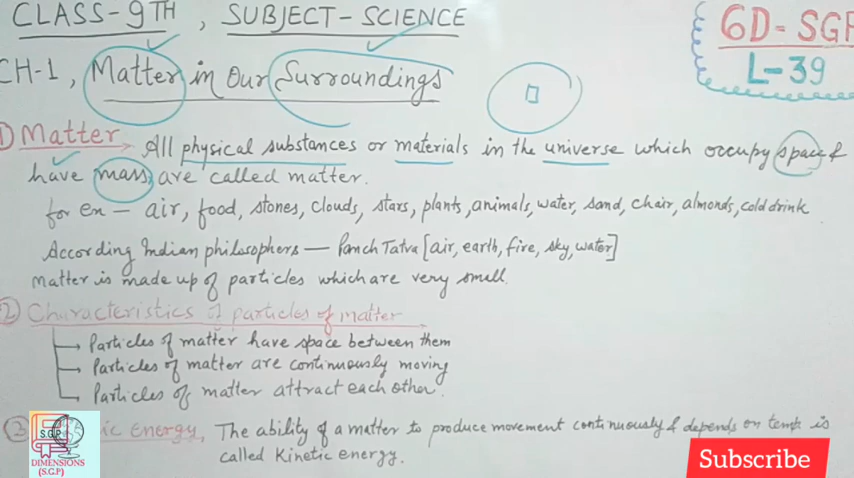 CLASS-9TH, SUBJECT-SCIENCE
6D-SGP
L-39
CH-1, Matter in Our Surroundings
1) Matter → All physical substances or materials in the universe which occupy space &
have mass, are called matter.
for ex - air, food, stones, clouds, stars, plants, animals, water, sand, chair, almonds, cold drink
According Indian philosophers — Panch Tatva [air, earth, fire, sky, water]
Matter is made up of particles which are very small.
2) Characteristics of particles of matter
→ Particles of matter have space between them
→ Particles of matter are continuously moving
→ Particles of matter attract each other.
3 ic Energy, The ability of a matter to produce movement continuously & depends on temp. is
called Kinetic energy.
S.G.P
DIMENSIONS
(S.G.P)
Subscribe